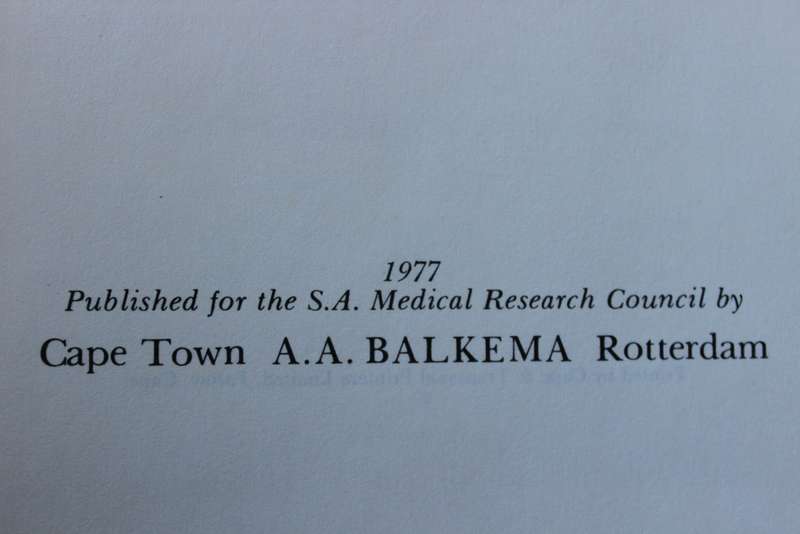 1977
Published for the S.A. Medical Research Council by
Cape Town A.A. BALKEMA Rotterdam